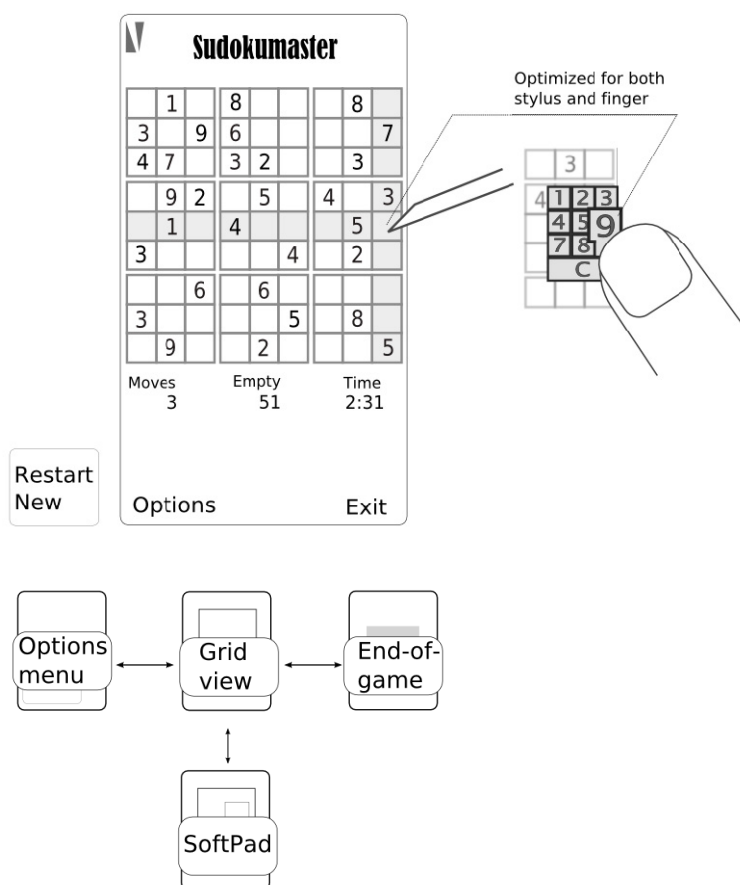 Sudokumaster
Optimized for both
stylus and finger
1 8 8
3 9 6 7
4 7 3 2 3
9 2 5 4 3
1 4 5
3 4 2
6 6
3 5 8
9 2 5
3
4 1 2 3
4 5 9
7 8
C
Moves Empty Time
3 51 2:31
Restart
New
Options Exit
Options
menu
Grid
view
End-of-
game
SoftPad